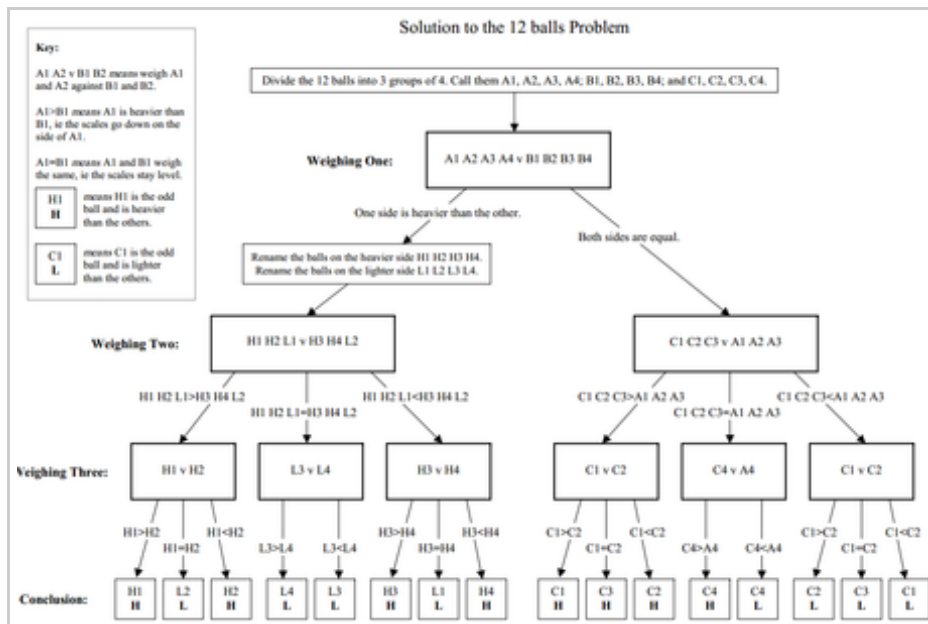 Solution to the 12 balls Problem
Key:
A1 A2 v B1 B2 means weigh A1
and A2 against B1 and B2.
A1>B1 means A1 is heavier than
B1, ie the scales go down on the
side of A1.
A1=B1 means A1 and B1 weigh
the same, ie the scales stay level.
H1
H
means H1 is the odd
ball and is heavier
than the others.
C1
L
means C1 is the odd
ball and is lighter
than the others.
Divide the 12 balls into 3 groups of 4. Call them A1, A2, A3, A4; B1, B2, B3, B4; and C1, C2, C3, C4.
Weighing One:
A1 A2 A3 A4 v B1 B2 B3 B4
One side is heavier than the other.
Both sides are equal.
Rename the balls on the heavier side H1 H2 H3 H4.
Rename the balls on the lighter side L1 L2 L3 L4.
Weighing Two:
H1 H2 L1 v H3 H4 L2
C1 C2 C3 v A1 A2 A3
H1 H2 L1>H3 H4 L2
H1 H2 L1=H3 H4 L2
H1 H2 L1<H3 H4 L2
C1 C2 C3>A1 A2 A3
C1 C2 C3=A1 A2 A3
C1 C2 C3<A1 A2 A3
Weighing Three:
H1 v H2
L3 v L4
H3 v H4
C1 v C2
C4 v A4
C1 v C2
H1>H2
H1=H2
H1<H2
L3>L4
L3<L4
H3>H4
H3=H4
H3<H4
C1>C2
C1=C2
C1<C2
C4>A4
C4<A4
C1>C2
C1=C2
C1<C2
Conclusion:
H1
H
L2
L
H2
H
L4
L
L3
L
H3
H
L1
L
H4
H
C1
H
C3
H
C2
H
C4
H
C4
L
C2
L
C3
L
C1
L